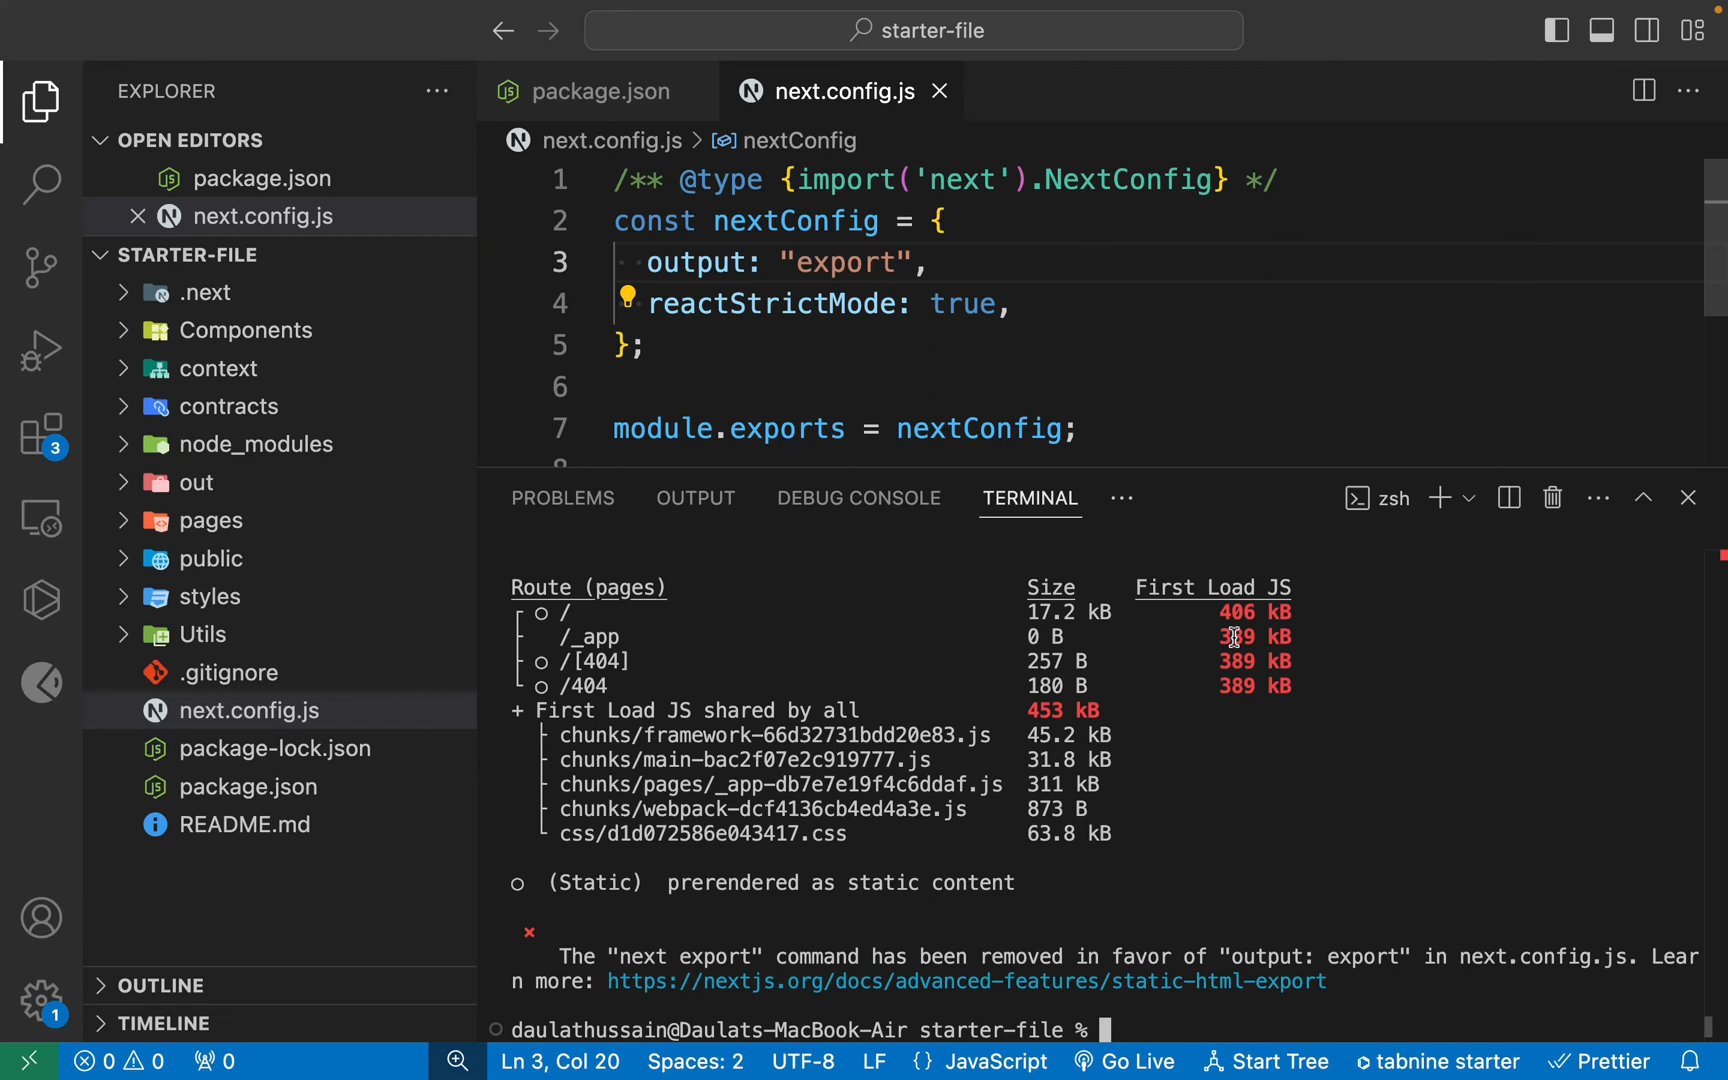 starter-file
EXPLORER
OPEN EDITORS
package.json
next.config.js
STARTER-FILE
.next
Components
context
contracts
node_modules
out
pages
public
styles
Utils
.gitignore
next.config.js
package-lock.json
package.json
README.md
OUTLINE
TIMELINE
3
1
package.json
next.config.js
next.config.js > nextConfig
1 /** @type {import('next').NextConfig} */
2 const nextConfig = {
3 output: "export",
4 reactStrictMode: true,
5 };
6
7 module.exports = nextConfig;
PROBLEMS OUTPUT DEBUG CONSOLE TERMINAL zsh
Route (pages) Size First Load JS
┌ ○ / 17.2 kB 406 kB
├   /_app 0 B 389 kB
├ ○ /[404] 257 B 389 kB
└ ○ /404 180 B 389 kB
+ First Load JS shared by all 453 kB
├ chunks/framework-66d32731bdd20e83.js 45.2 kB
├ chunks/main-bac2f07e2c919777.js 31.8 kB
├ chunks/pages/_app-db7e7e19f4c6ddaf.js 311 kB
├ chunks/webpack-dcf4136cb4ed4a3e.js 873 B
└ css/d1d072586e043417.css 63.8 kB
○ (Static) prerendered as static content
The "next export" command has been removed in favor of "output: export" in next.config.js. Lear
n more: https://nextjs.org/docs/advanced-features/static-html-export
daulathussain@Daulats-MacBook-Air starter-file %
0 0 0 Ln 3, Col 20 Spaces: 2 UTF-8 LF {} JavaScript Go Live Start Tree tabnine starter Prettier